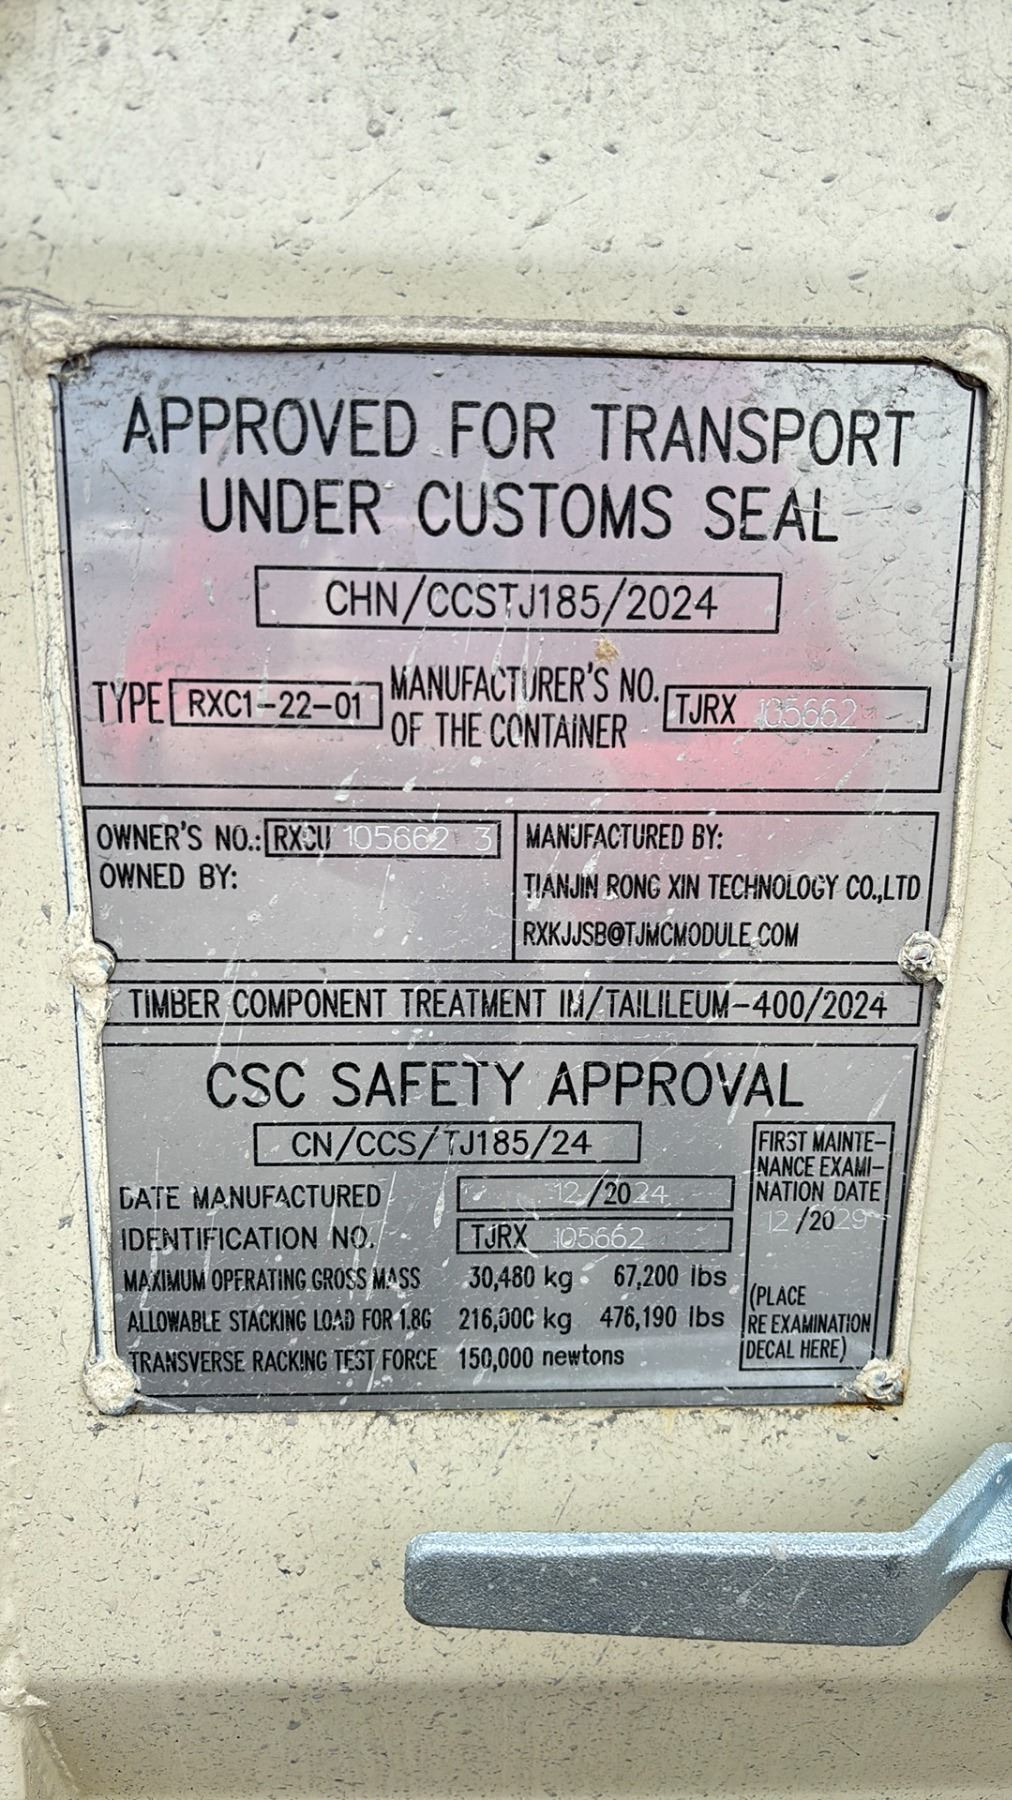 APPROVED FOR TRANSPORT
UNDER CUSTOMS SEAL
CHN/CCSTJ185/2024
TYPE RXC1-22-01 MANUFACTURER'S NO. OF THE CONTAINER TJRX 105662
OWNER'S NO.: RXCU 105662 3
OWNED BY:
MANUFACTURED BY:
TIANJIN RONG XIN TECHNOLOGY CO.,LTD
RXKJJSB@TJMCMODULE.COM
TIMBER COMPONENT TREATMENT IM/TAILILEUM-400/2024
CSC SAFETY APPROVAL
CN/CCS/TJ185/24
DATE MANUFACTURED 12/2024
IDENTIFICATION NO. TJRX 105662
MAXIMUM OPERATING GROSS MASS 30,480 kg 67,200 lbs
ALLOWABLE STACKING LOAD FOR 1.8G 216,000 kg 476,190 lbs
TRANSVERSE RACKING TEST FORCE 150,000 newtons
FIRST MAINTE-
NANCE EXAMI-
NATION DATE
12/2029
(PLACE
RE EXAMINATION
DECAL HERE)